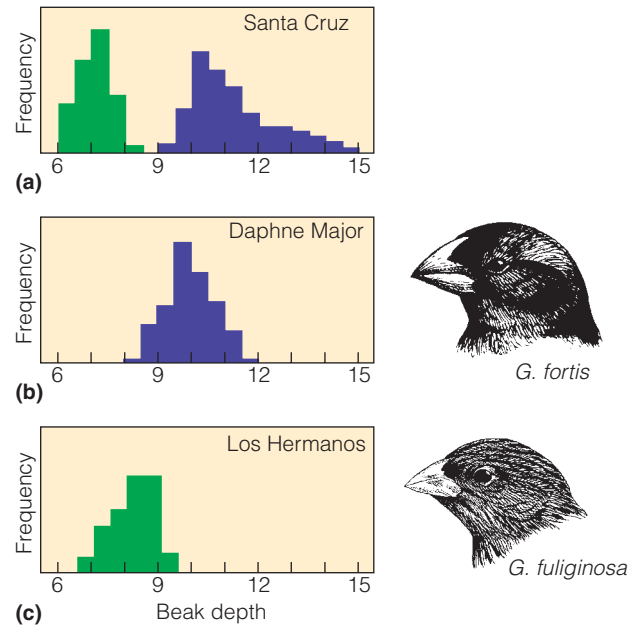 Santa Cruz
Frequency
6 9 12 15
(a)
Daphne Major
Frequency
6 9 12 15
(b)
G. fortis
Los Hermanos
Frequency
6 9 12 15
(c)
Beak depth
G. fuliginosa